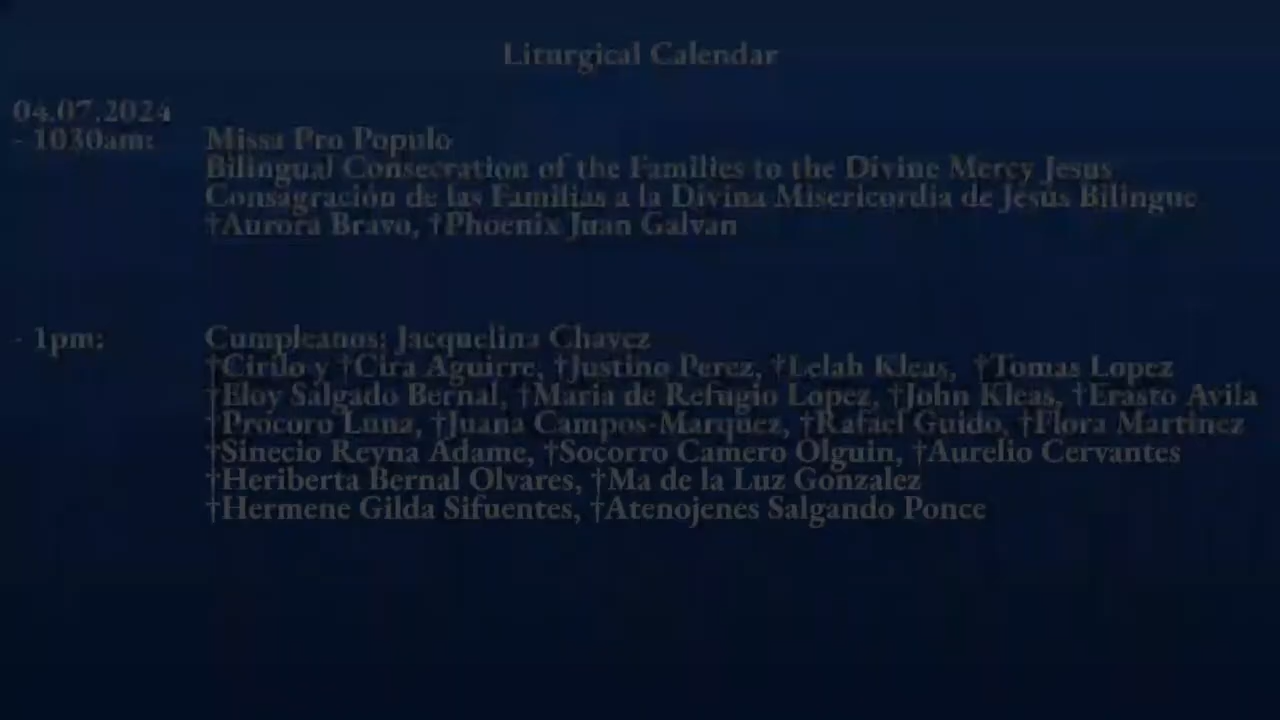 Liturgical Calendar
04.07.2024
- 1030am: Missa Pro Populo
Bilingual Consecration of the Families to the Divine Mercy Jesus
Consagración de las Familias a la Divina Misericordia de Jesús Bilingue
†Aurora Bravo, †Phoenix Juan Galvan
- 1pm: Cumpleanos: Jacquelina Chavez
†Cirilo y †Cira Aguirre, †Justino Perez, †Lelah Kleas, †Tomas Lopez
†Eloy Salgado Bernal, †Maria de Refugio Lopez, †John Kleas, †Erasto Avila
†Procoro Luna, †Juana Campos-Marquez, †Rafael Guido, †Flora Martinez
†Sinecio Reyna Adame, †Socorro Camero Olguin, †Aurelio Cervantes
†Heriberta Bernal Olvares, †Ma de la Luz Gonzalez
†Hermene Gilda Sifuentes, †Atenojenes Salgando Ponce